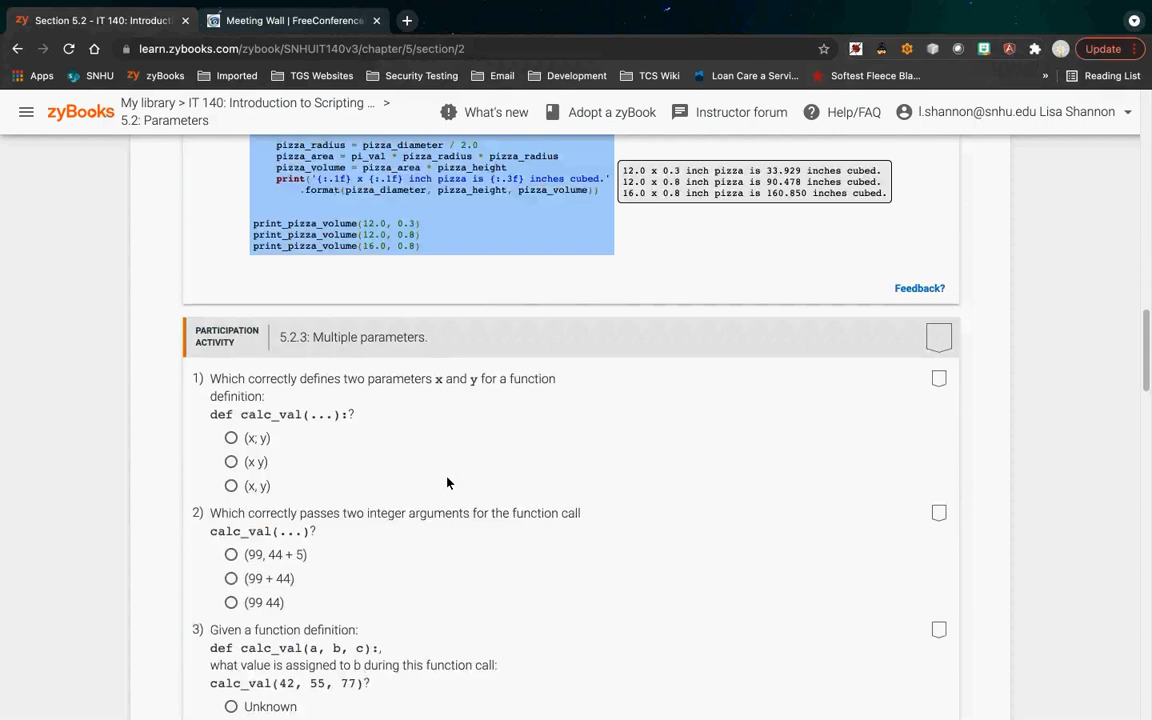 Section 5.2 - IT 140: Introducti
Meeting Wall | FreeConference
learn.zybooks.com/zybook/SNHUIT140v3/chapter/5/section/2
Update
Apps
SNHU
zyBooks
Imported
TGS Websites
Security Testing
Email
Development
TCS Wiki
Loan Care a Servi...
Softest Fleece Bla...
»
Reading List
zyBooks
My library > IT 140: Introduction to Scripting ... >
5.2: Parameters
What's new
Adopt a zyBook
Instructor forum
Help/FAQ
l.shannon@snhu.edu Lisa Shannon
pizza_radius = pizza_diameter / 2.0
pizza_area = pi_val * pizza_radius * pizza_radius
pizza_volume = pizza_area * pizza_height
print('{:.1f} x {:.1f} inch pizza is {:.3f} inches cubed.'
.format(pizza_diameter, pizza_height, pizza_volume))
print_pizza_volume(12.0, 0.3)
print_pizza_volume(12.0, 0.8)
print_pizza_volume(16.0, 0.8)
12.0 x 0.3 inch pizza is 33.929 inches cubed.
12.0 x 0.8 inch pizza is 90.478 inches cubed.
16.0 x 0.8 inch pizza is 160.850 inches cubed.
Feedback?
PARTICIPATION
ACTIVITY
5.2.3: Multiple parameters.
1) Which correctly defines two parameters x and y for a function
definition:
def calc_val(...):?
(x; y)
(x y)
(x, y)
2) Which correctly passes two integer arguments for the function call
calc_val(...)?
(99, 44 + 5)
(99 + 44)
(99 44)
3) Given a function definition:
def calc_val(a, b, c):,
what value is assigned to b during this function call:
calc_val(42, 55, 77)?
Unknown